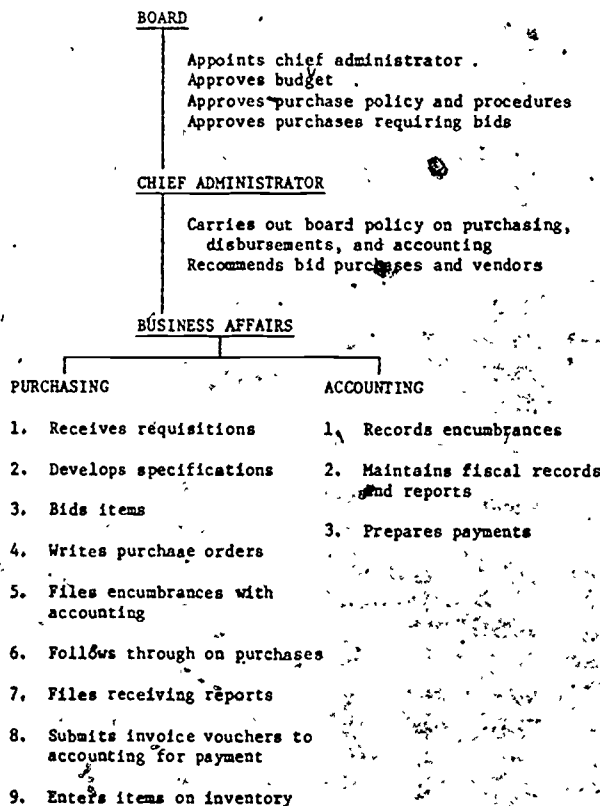 BOARD
Appoints chief administrator.
Approves budget
Approves purchase policy and procedures
Approves purchases requiring bids
CHIEF ADMINISTRATOR
Carries out board policy on purchasing,
disbursements, and accounting
Recommends bid purchases and vendors
BUSINESS AFFAIRS
PURCHASING
1. Receives requisitions
2. Develops specifications
3. Bids items
4. Writes purchase orders
5. Files encumbrances with
accounting
6. Follows through on purchases
7. Files receiving reports
8. Submits invoice vouchers to
accounting for payment
9. Enters items on inventory
ACCOUNTING
1. Records encumbrances
2. Maintains fiscal records
and reports
3. Prepares payments